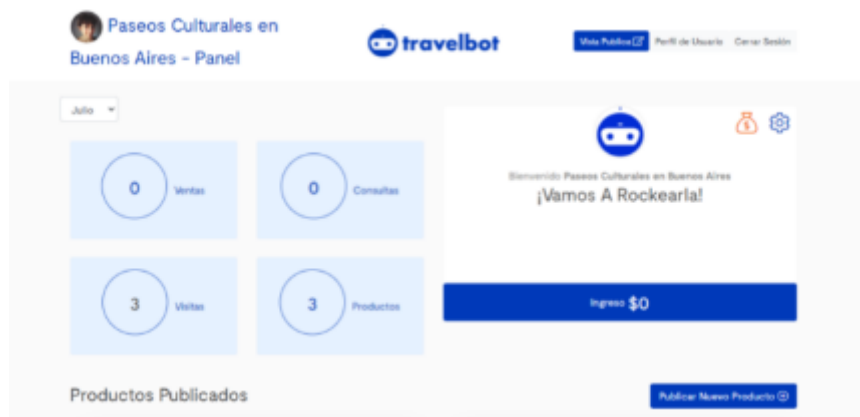 Paseos Culturales en
Buenos Aires - Panel
travelbot
Vista Publica
Perfil de Usuario
Cerrar Sesión
Julio
0 Ventas
0 Consultas
3 Visitas
3 Productos
Bienvenido Paseos Culturales en Buenos Aires
¡Vamos A Rockearla!
Ingreso $0
Productos Publicados
Publicar Nuevo Producto